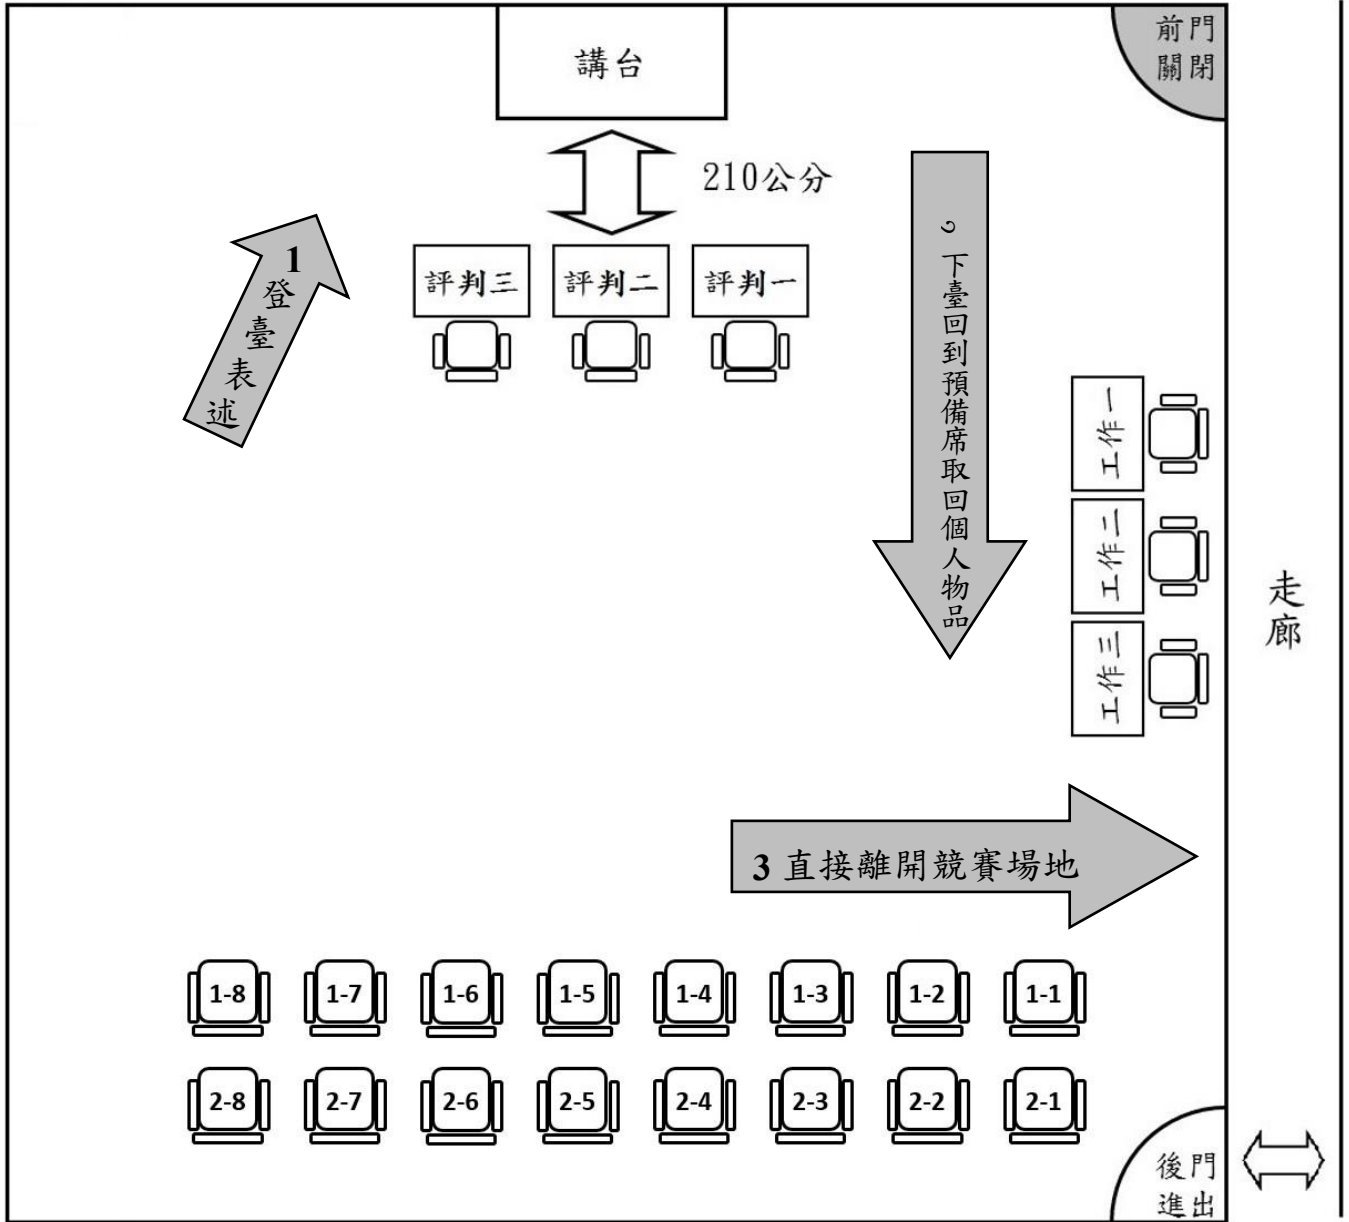 講台
前門
關閉
210公分
1登臺表述
下臺回到預備席取回個人物品
評判三
評判二
評判一
工作一
工作二
工作三
走廊
3 直接離開競賽場地
1-8
1-7
1-6
1-5
1-4
1-3
1-2
1-1
2-8
2-7
2-6
2-5
2-4
2-3
2-2
2-1
後門
進出